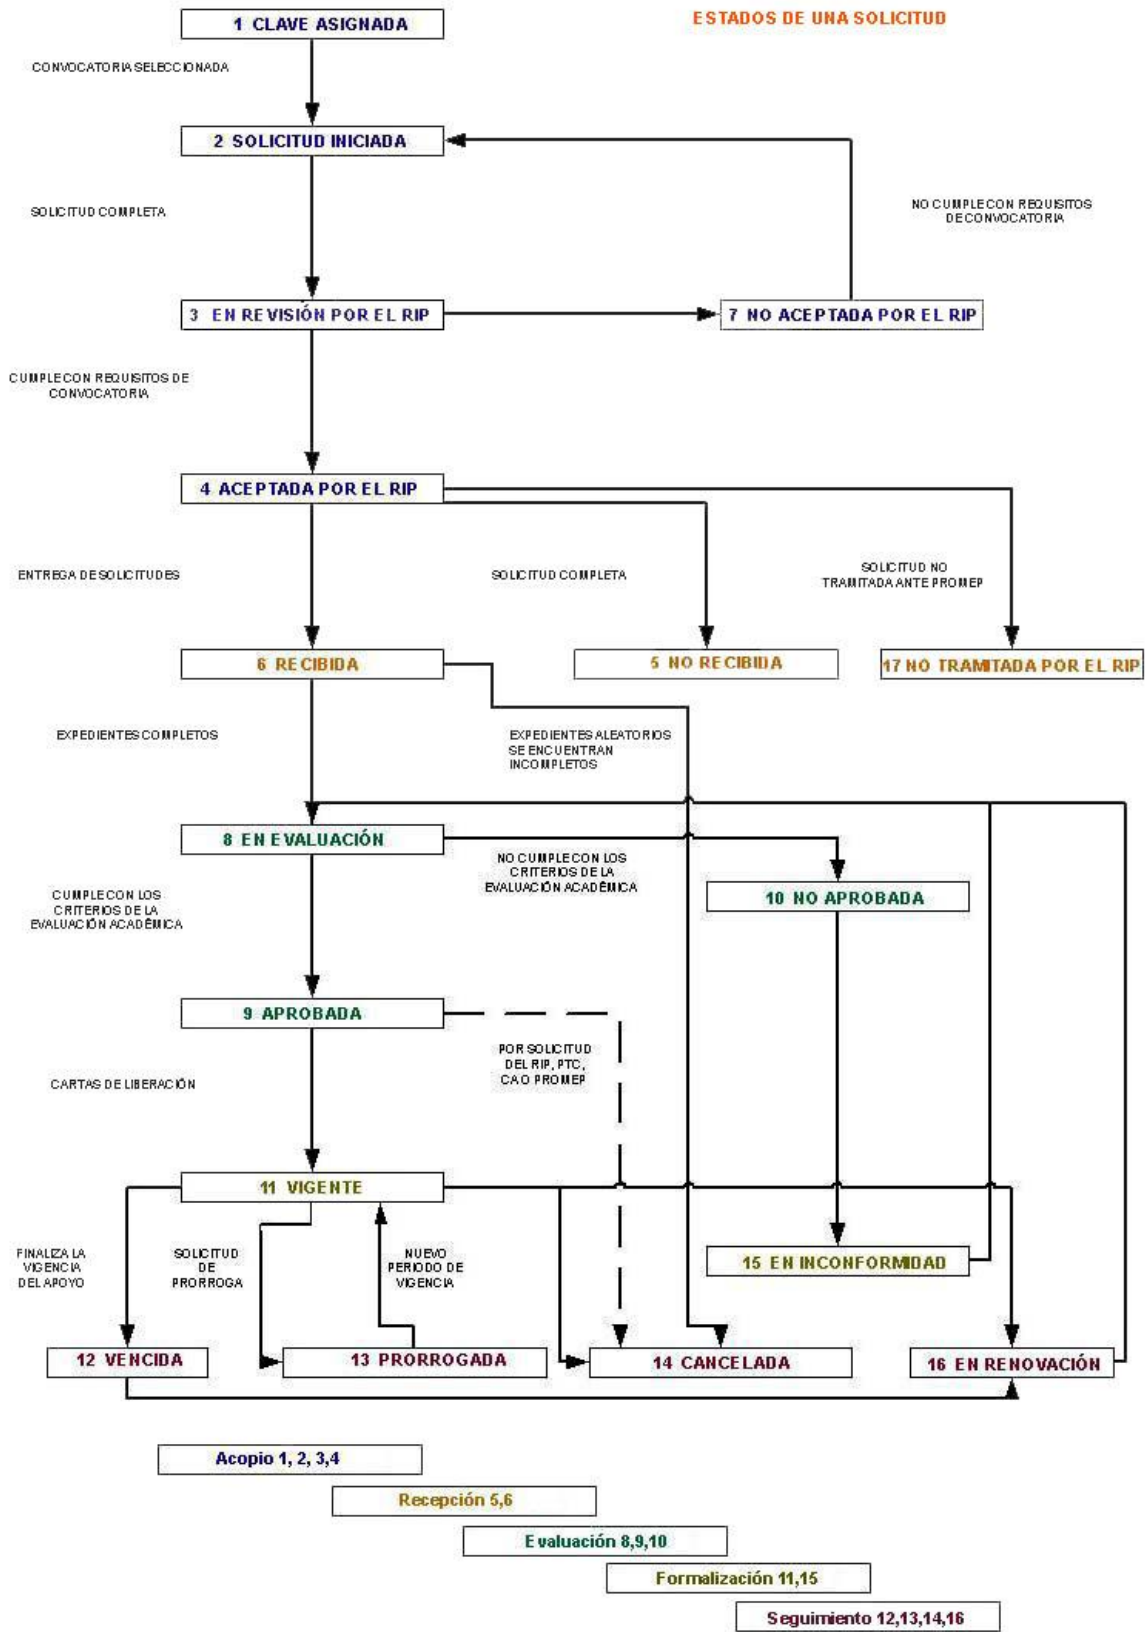 ESTADOS DE UNA SOLICITUD
1 CLAVE ASIGNADA
CONVOCATORIA SELECCIONADA
2 SOLICITUD INICIADA
SOLICITUD COMPLETA
NO CUMPLE CON REQUISITOS
DE CONVOCATORIA
3 EN REVISIÓN POR EL RIP
7 NO ACEPTADA POR EL RIP
CUMPLE CON REQUISITOS DE
CONVOCATORIA
4 ACEPTADA POR EL RIP
ENTREGA DE SOLICITUDES
SOLICITUD COMPLETA
SOLICITUD NO
TRAMITADA ANTE PROMEP
6 RECIBIDA
5 NO RECIBIDA
17 NO TRAMITADA POR EL RIP
EXPEDIENTES COMPLETOS
EXPEDIENTES ALEATORIOS
SE ENCUENTRAN
INCOMPLETOS
8 EN EVALUACIÓN
NO CUMPLE CON LOS
CRITERIOS DE LA
EVALUACIÓN ACADÉMICA
10 NO APROBADA
CUMPLE CON LOS
CRITERIOS DE LA
EVALUACIÓN ACADÉMICA
9 APROBADA
POR SOLICITUD
DEL RIP, PTC,
CA O PROMEP
CARTAS DE LIBERACIÓN
11 VIGENTE
FINALIZA LA
VIGENCIA
DEL APOYO
SOLICITUD
DE
PRORROGA
NUEVO
PERIODO DE
VIGENCIA
15 EN INCONFORMIDAD
12 VENCIDA
13 PRORROGADA
14 CANCELADA
16 EN RENOVACIÓN
Acopio 1, 2, 3,4
Recepción 5,6
Evaluación 8,9,10
Formalización 11,15
Seguimiento 12,13,14,16